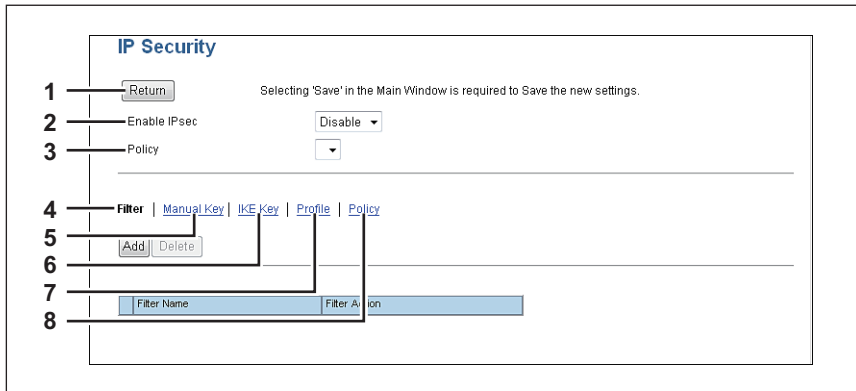 IP Security
1 Return Selecting 'Save' in the Main Window is required to Save the new settings.
2 Enable IPsec Disable
3 Policy
4 Filter | Manual Key | IKE Key | Profile | Policy
5 Add Delete
6
7
Filter Name Filter Action
8